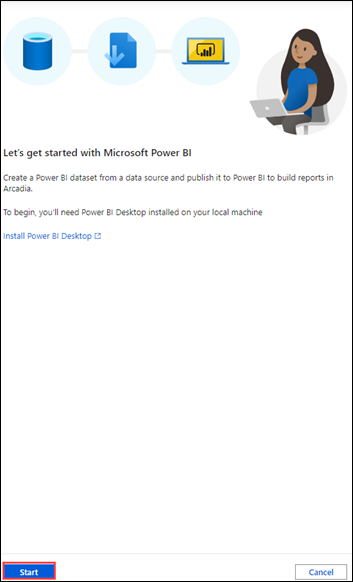 Let's get started with Microsoft Power BI
Create a Power BI dataset from a data source and publish it to Power BI to build reports in
Arcadia.
To begin, you'll need Power BI Desktop installed on your local machine
Install Power BI Desktop
Start
Cancel